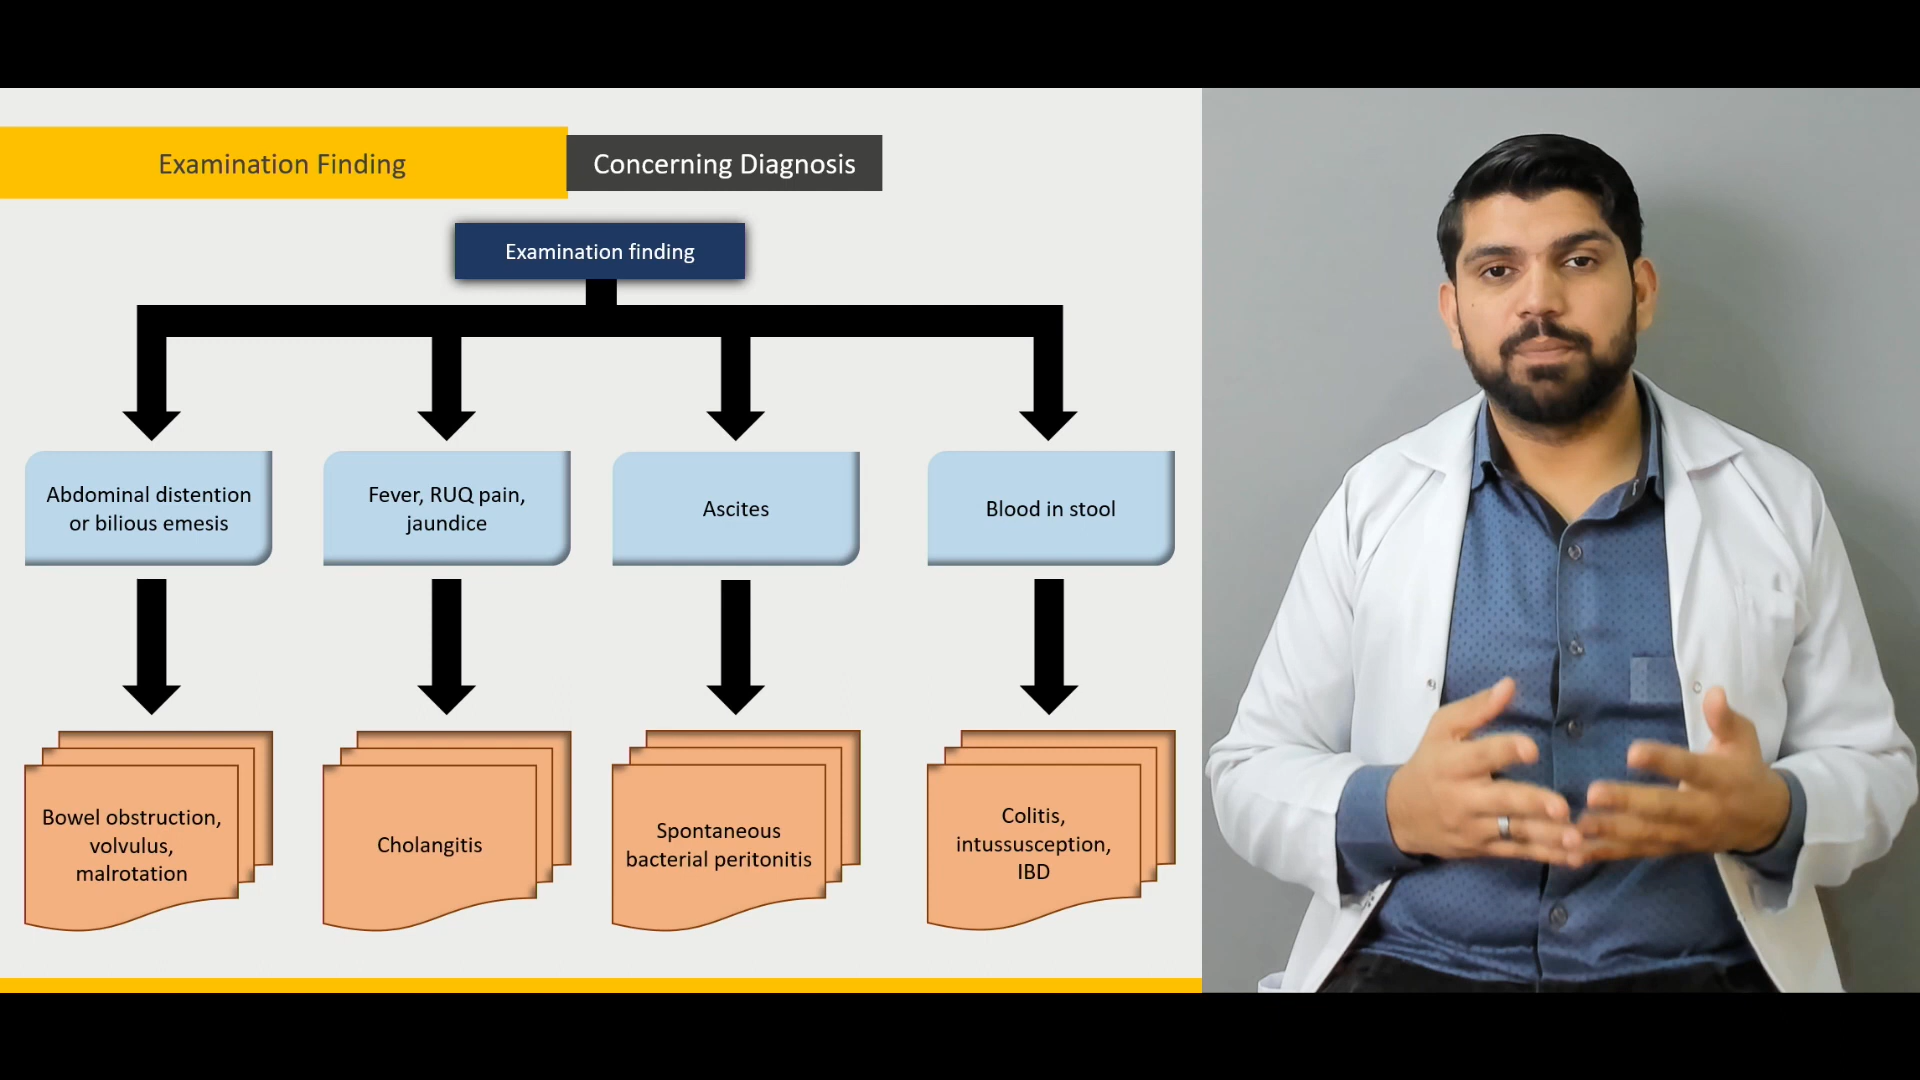 Examination Finding
Concerning Diagnosis
Examination finding
Abdominal distention
or bilious emesis
Fever, RUQ pain,
jaundice
Ascites
Blood in stool
Bowel obstruction,
volvulus,
malrotation
Cholangitis
Spontaneous
bacterial peritonitis
Colitis,
intussusception,
IBD